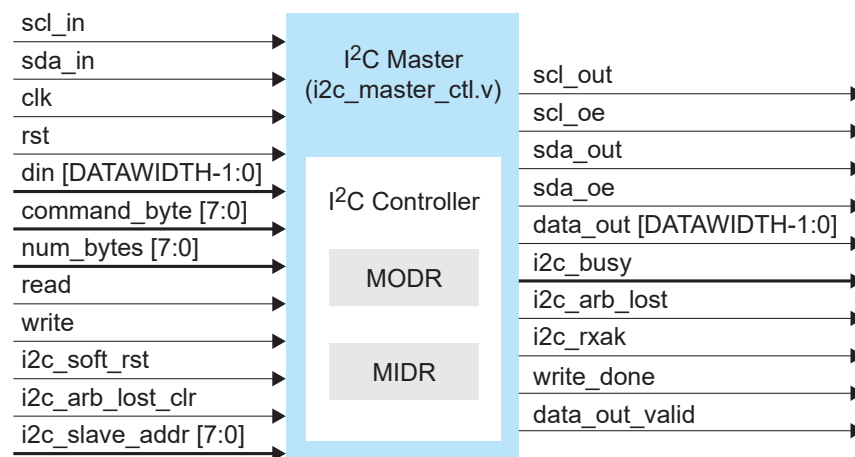 scl_in
sda_in
clk
rst
din [DATAWIDTH-1:0]
command_byte [7:0]
num_bytes [7:0]
read
write
i2c_soft_rst
i2c_arb_lost_clr
i2c_slave_addr [7:0]
I2C Master
(i2c_master_ctl.v)
I2C Controller
MODR
MIDR
scl_out
scl_oe
sda_out
sda_oe
data_out [DATAWIDTH-1:0]
i2c_busy
i2c_arb_lost
i2c_rxak
write_done
data_out_valid